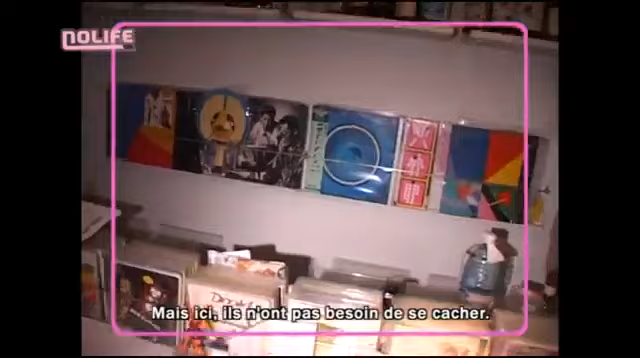 NOLIFE
Mais ici, ils n'ont pas besoin de se cacher.